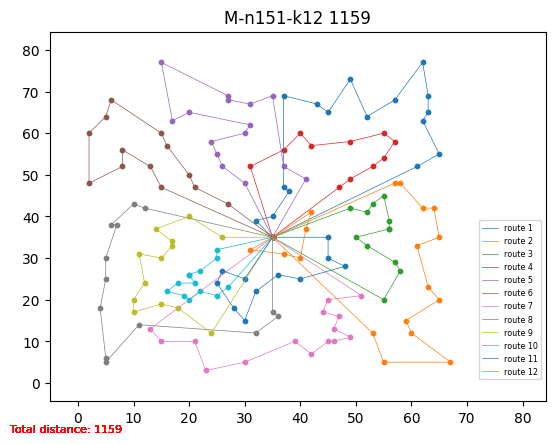 M-n151-k12 1159
80
70
60
50
40
30
20
10
0
route 1
route 2
route 3
route 4
route 5
route 6
route 7
route 8
route 9
route 10
route 11
route 12
0 10 20 30 40 50 60 70 80
Total distance: 1159